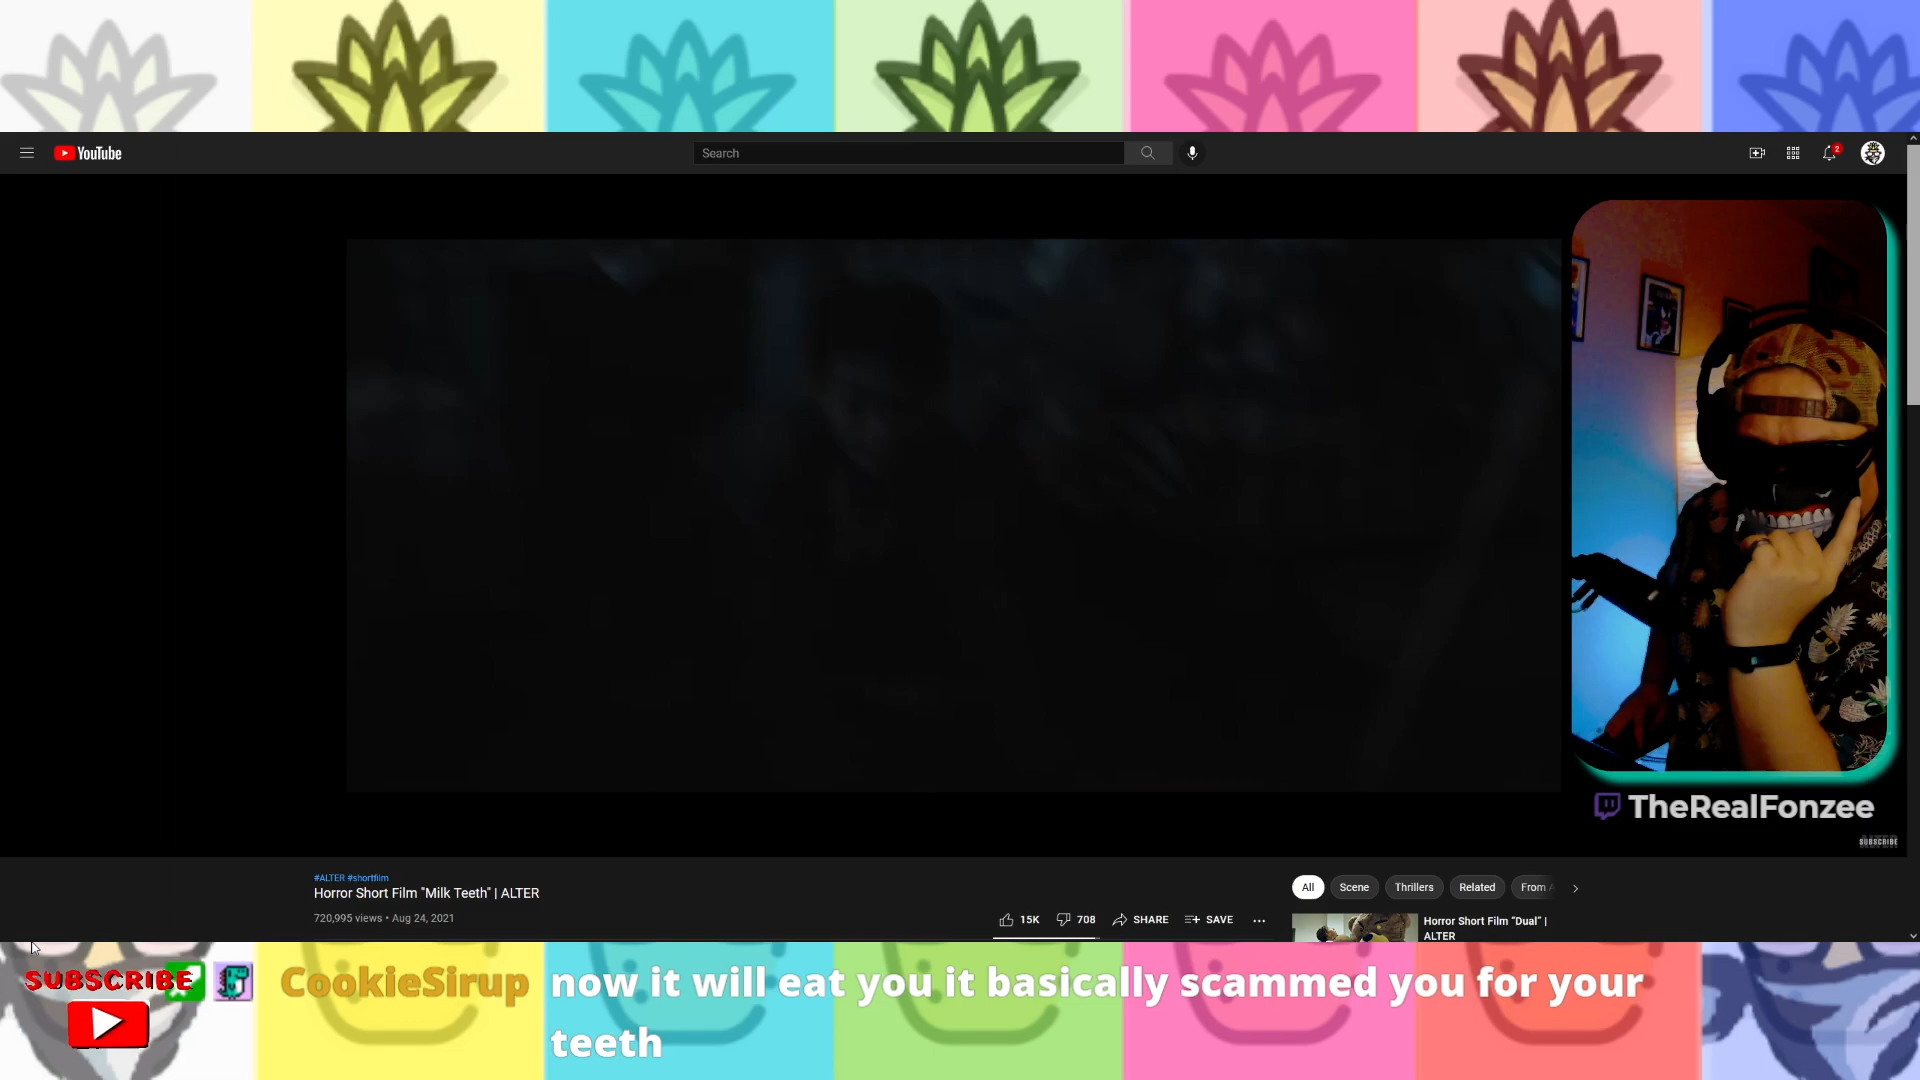 YouTube
Search
2
TheRealFonzee
SUBSCRIBE
#ALTER #shortfilm
Horror Short Film "Milk Teeth" | ALTER
720,995 views • Aug 24, 2021
15K
708
SHARE
SAVE
All
Scene
Thrillers
Related
From
Horror Short Film "Dual" |
ALTER
SUBSCRIBE
CookieSirup now it will eat you it basically scammed you for your
teeth